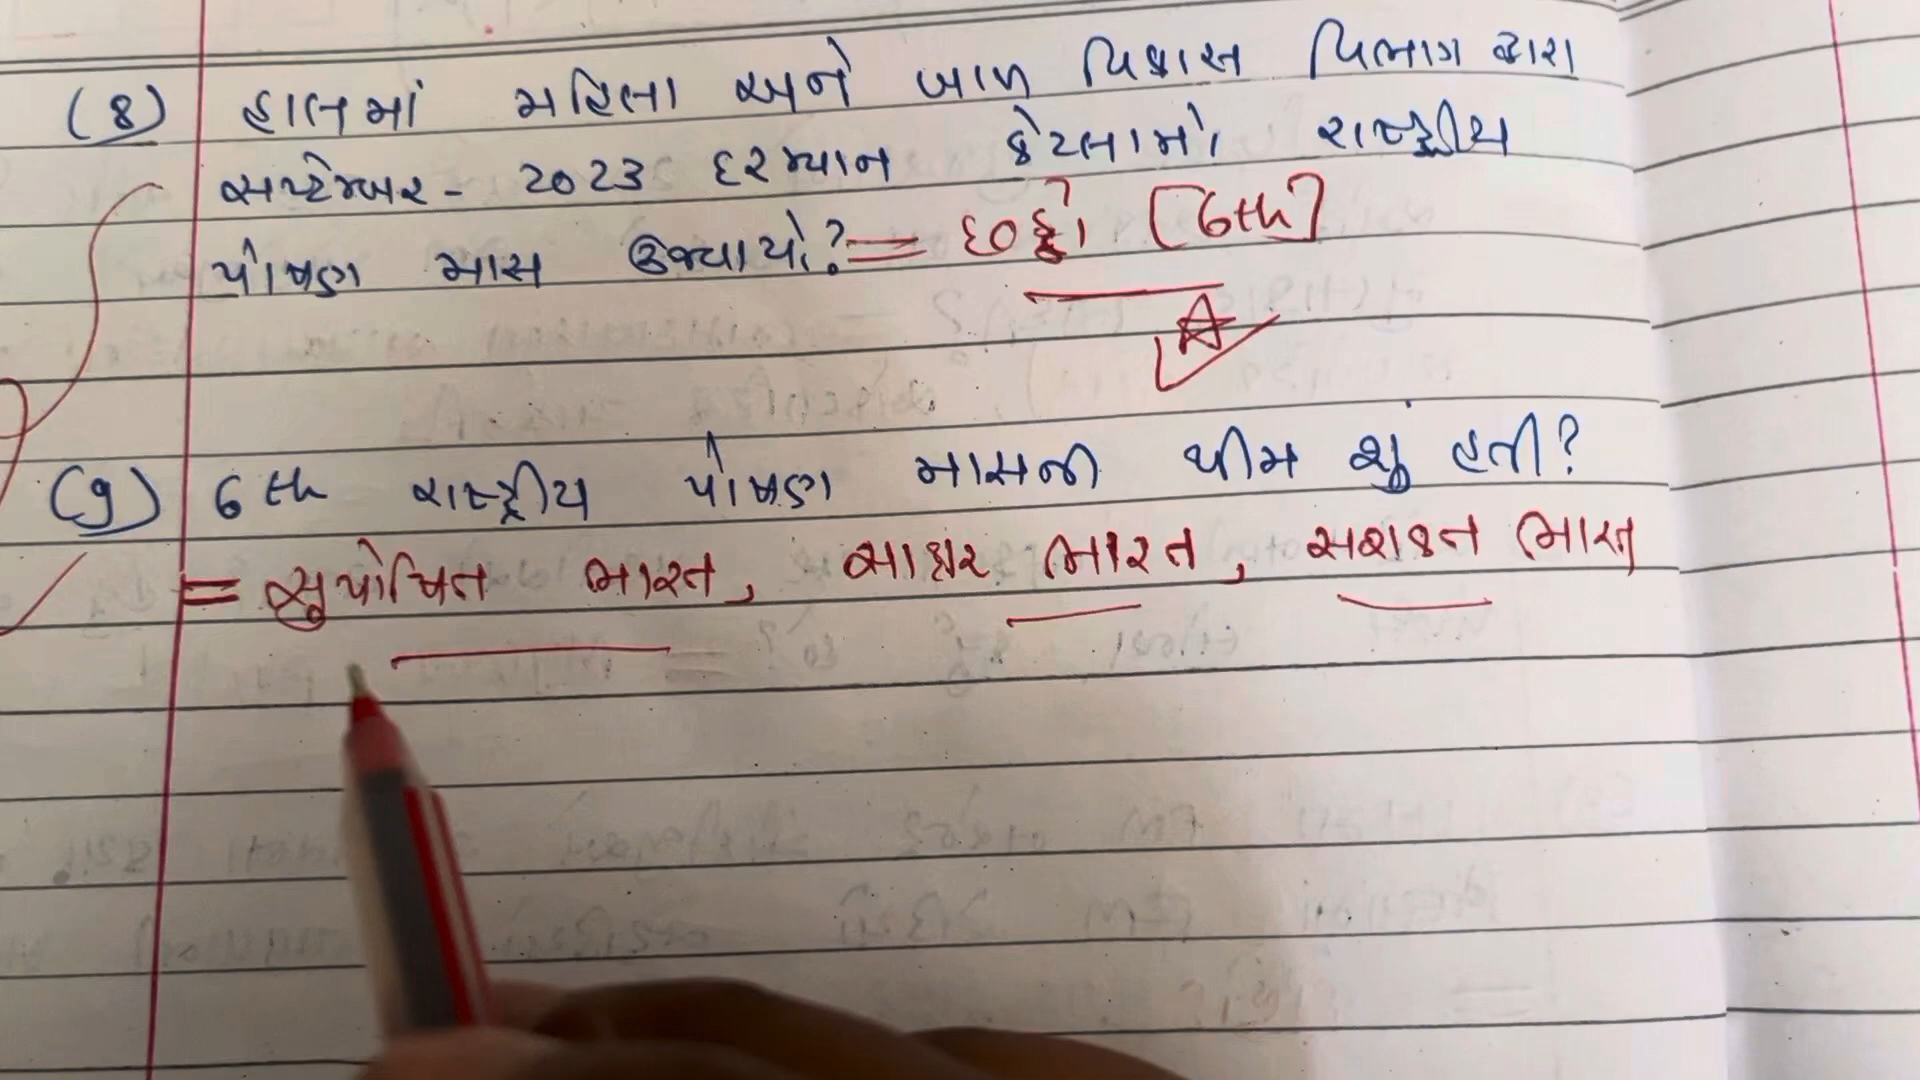 (8) હાલમાં મહિલા અને બાળ વિકાસ વિભાગ દ્વારા
સપ્ટેમ્બર - 2023 દરમ્યાન કેટલામો રાષ્ટ્રીય
પોષણ માસ ઉજવાયો? = છઠ્ઠો [6th]
(9) 6th રાષ્ટ્રીય પોષણ માસની થીમ શું હતી?
= સુપોષિત ભારત, સાક્ષર ભારત, સશક્ત ભારત